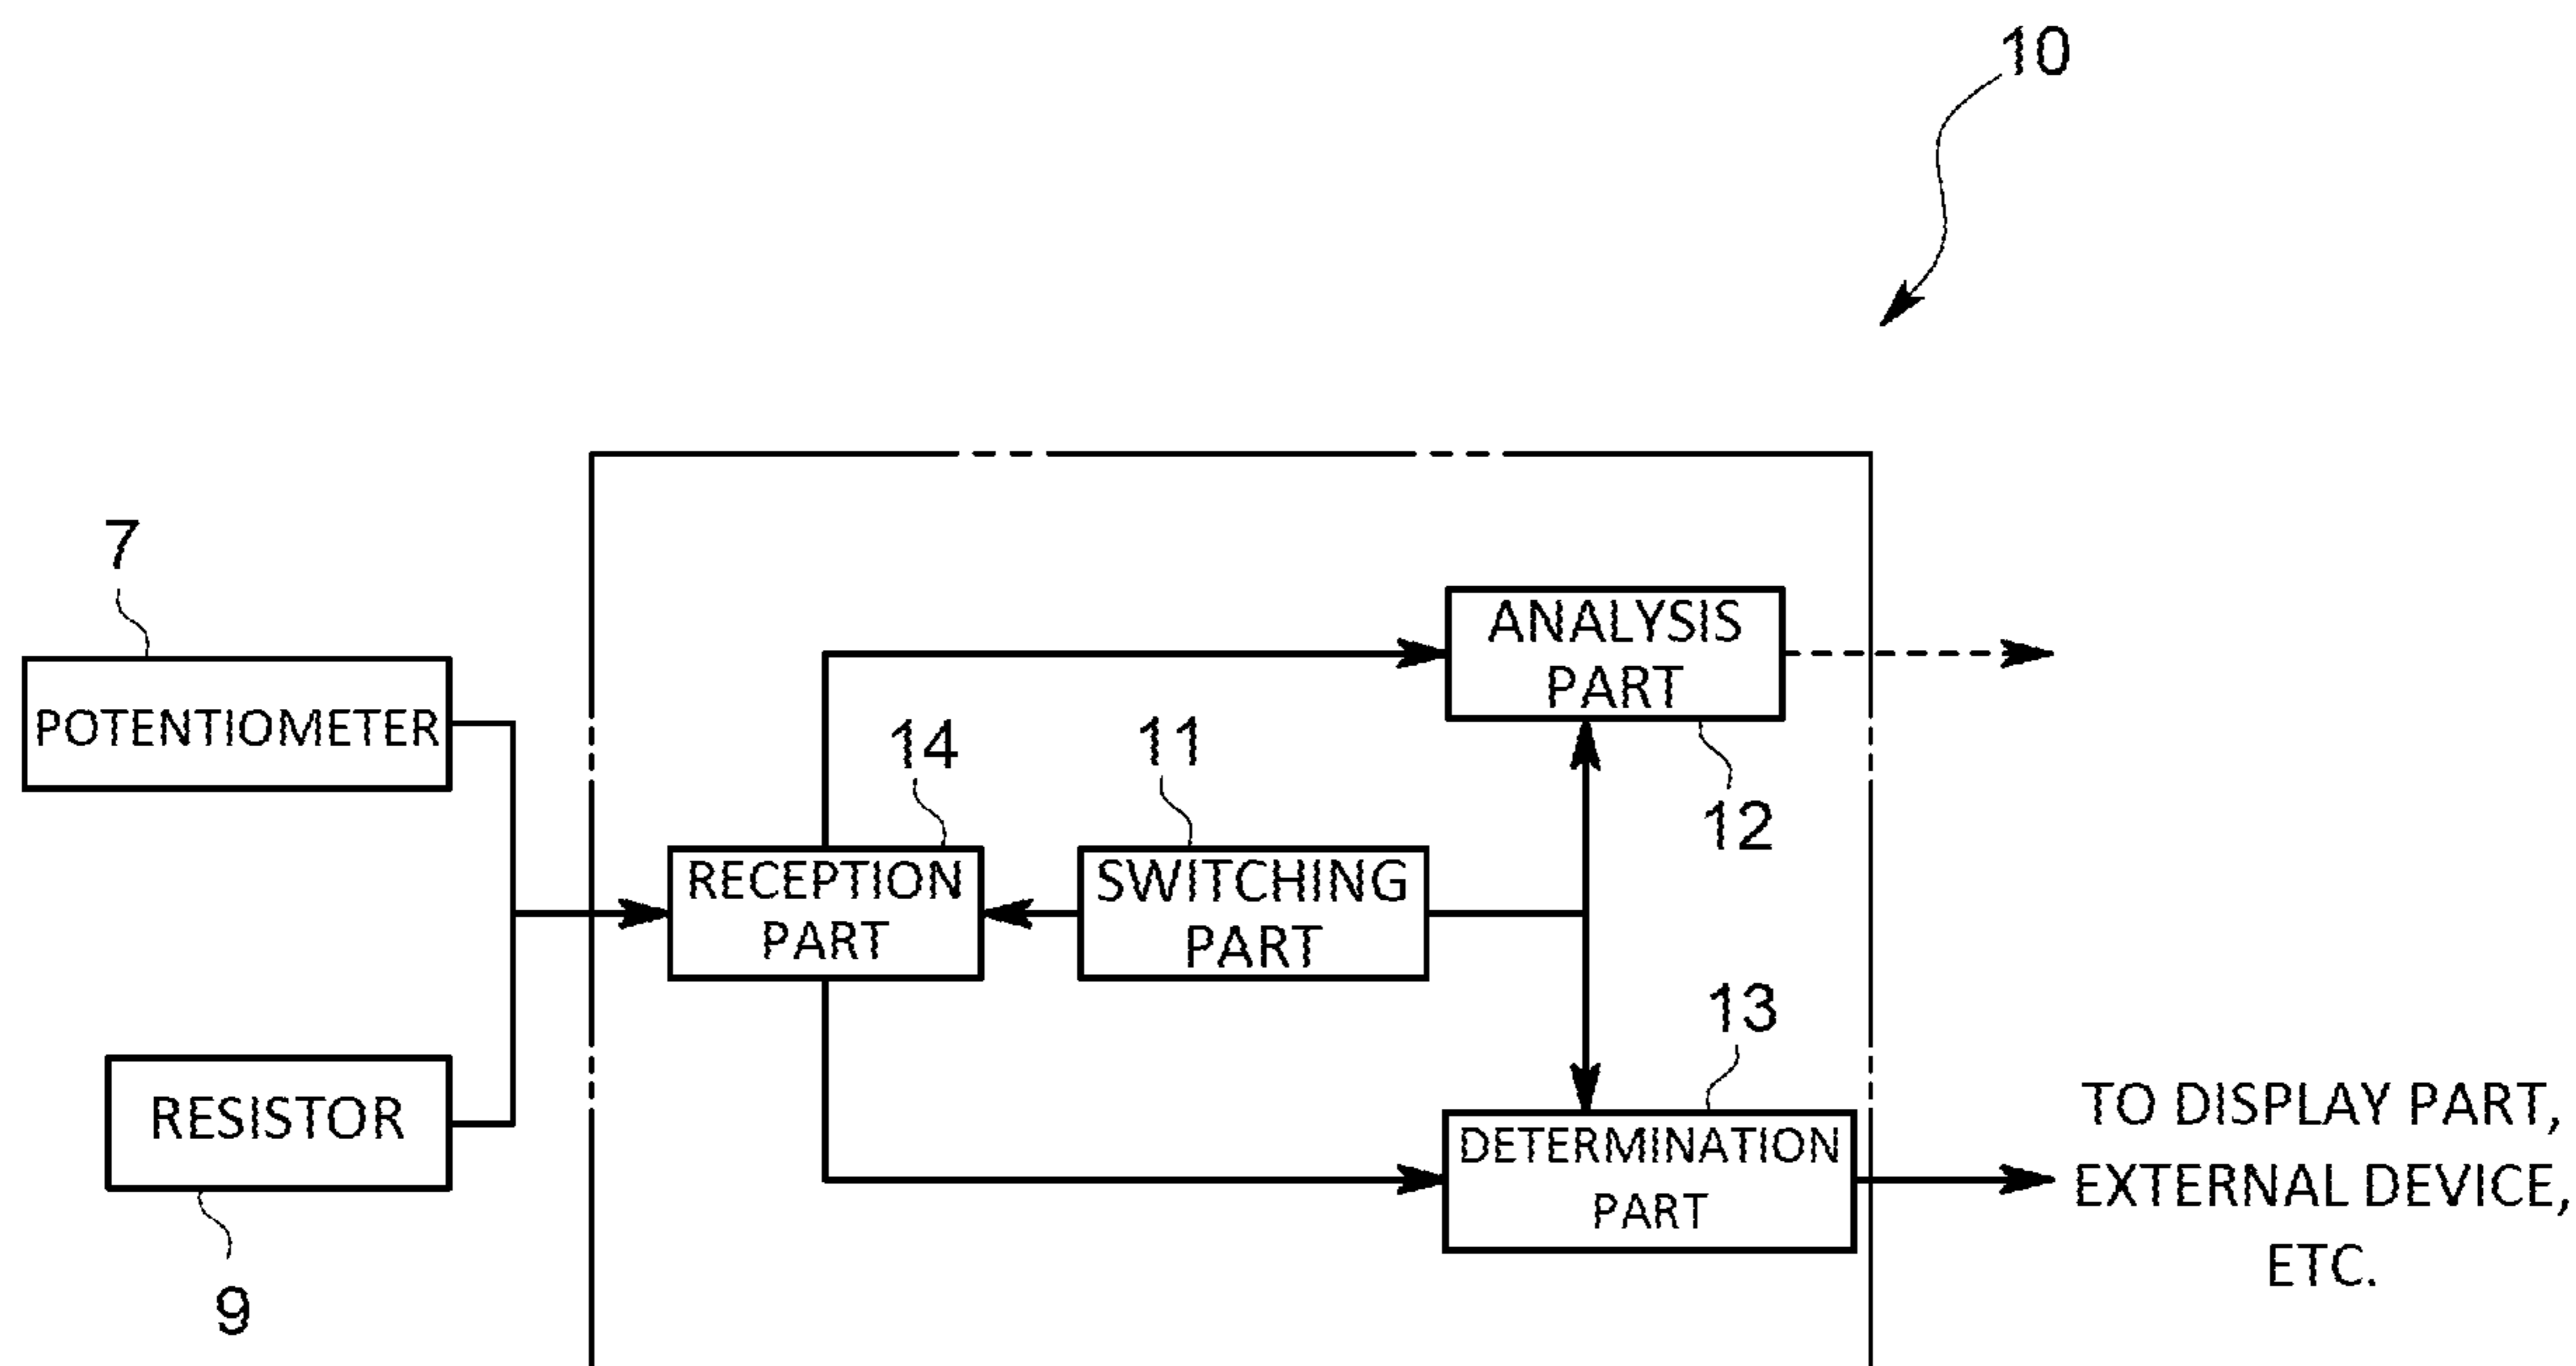 10
7
POTENTIOMETER
ANALYSIS
PART
12
14
RECEPTION
PART
11
SWITCHING
PART
13
DETERMINATION
PART
RESISTOR
9
TO DISPLAY PART,
EXTERNAL DEVICE,
ETC.